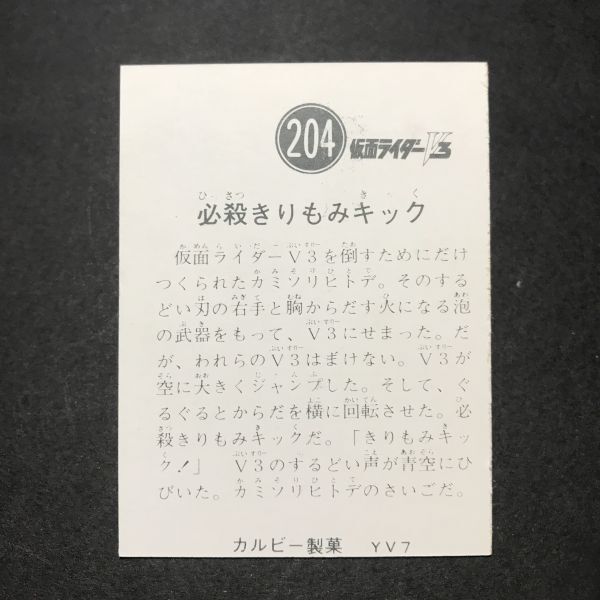 204 仮面ライダーV3
必殺きりもみキック
仮面ライダーV3を倒すためにだけ
つくられたカミソリヒトデ。そのする
どい刃の右手と胸からだす火になる泡
の武器をもって、V3にせまった。だ
が、われらのV3はまけない。V3が
空に大きくジャンプした。そして、ぐ
るぐるとからだを横に回転させた。必
殺きりもみキックだ。「きりもみキッ
ク!」 V3のするどい声が青空にひ
びいた。カミソリヒトデのさいごだ。
カルビー製菓 YV7